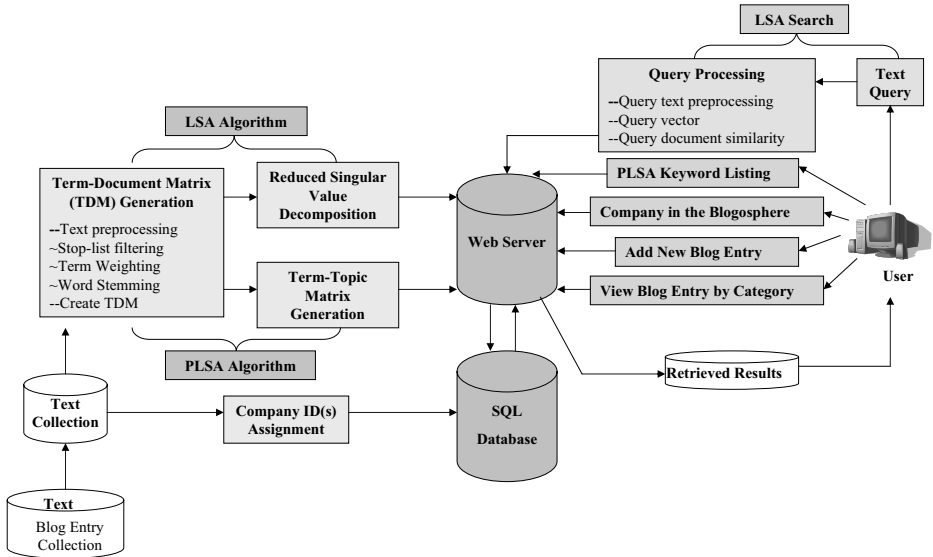 LSA Search
Query Processing
--Query text preprocessing
--Query vector
--Query document similarity
Text
Query
LSA Algorithm
Term-Document Matrix
(TDM) Generation
--Text preprocessing
~Stop-list filtering
~Term Weighting
~Word Stemming
--Create TDM
Reduced Singular
Value
Decomposition
Term-Topic
Matrix
Generation
PLSA Algorithm
Web Server
PLSA Keyword Listing
Company in the Blogosphere
Add New Blog Entry
View Blog Entry by Category
User
Retrieved Results
Text
Collection
Company ID(s)
Assignment
SQL
Database
Text
Blog Entry
Collection